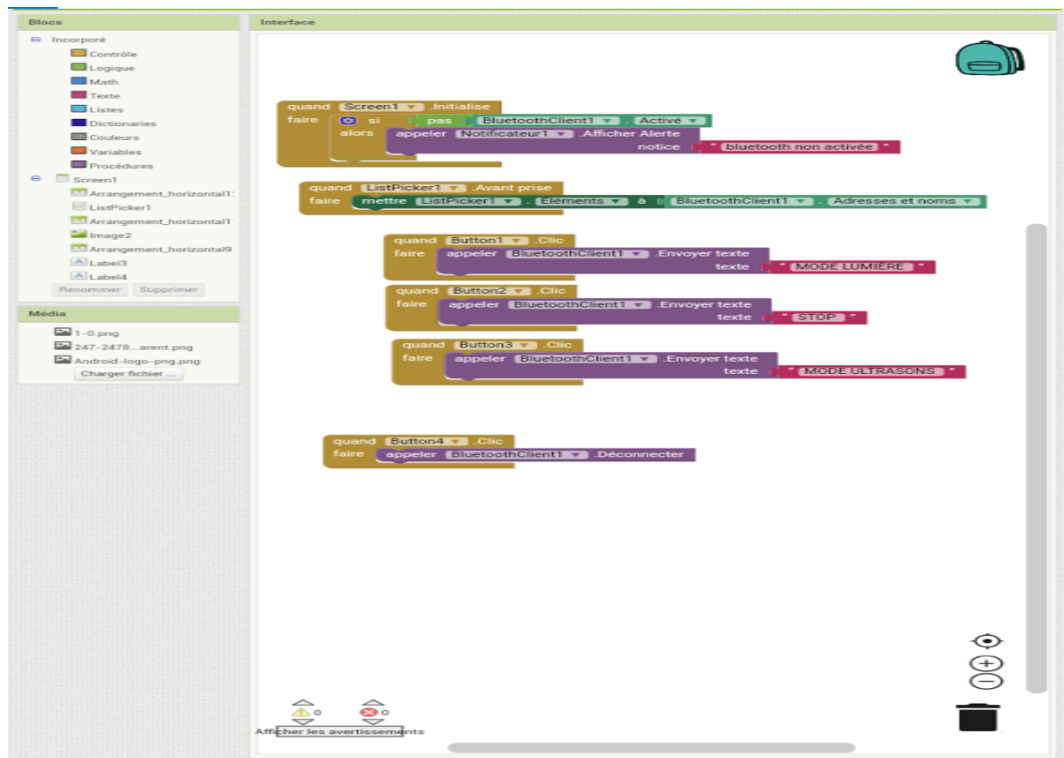 Blocs
Incorporé
Contrôle
Logique
Math
Texte
Listes
Dictionaries
Couleurs
Variables
Procédures
Screen1
Arrangement_horizontal1:
ListPicker1
Arrangement_horizontal1
Image2
Arrangement_horizontal9
Label3
Label4
Renommer Supprimer
Média
1-0.png
247-2478...arent.png
Android-logo-png.png
Charger fichier ...
Interface
quand Screen1 .Initialise
faire si pas BluetoothClient1 . Activé
alors appeler Notificateur1 .Afficher Alerte
notice " bluetooth non activée "
quand ListPicker1 .Avant prise
faire mettre ListPicker1 . Éléments à BluetoothClient1 . Adresses et noms
quand Button1 .Clic
faire appeler BluetoothClient1 .Envoyer texte
texte " MODE LUMIÈRE "
quand Button2 .Clic
faire appeler BluetoothClient1 .Envoyer texte
texte " STOP "
quand Button3 .Clic
faire appeler BluetoothClient1 .Envoyer texte
texte " MODE ULTRASONS "
quand Button4 .Clic
faire appeler BluetoothClient1 .Déconnecter
0 0
Afficher les avertissements